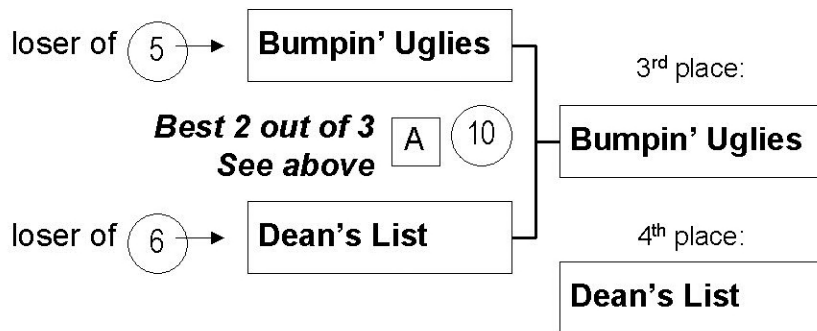 loser of 5 Bumpin’ Uglies
3rd place:
Best 2 out of 3
See above
A 10
Bumpin’ Uglies
loser of 6 Dean’s List
4th place:
Dean’s List